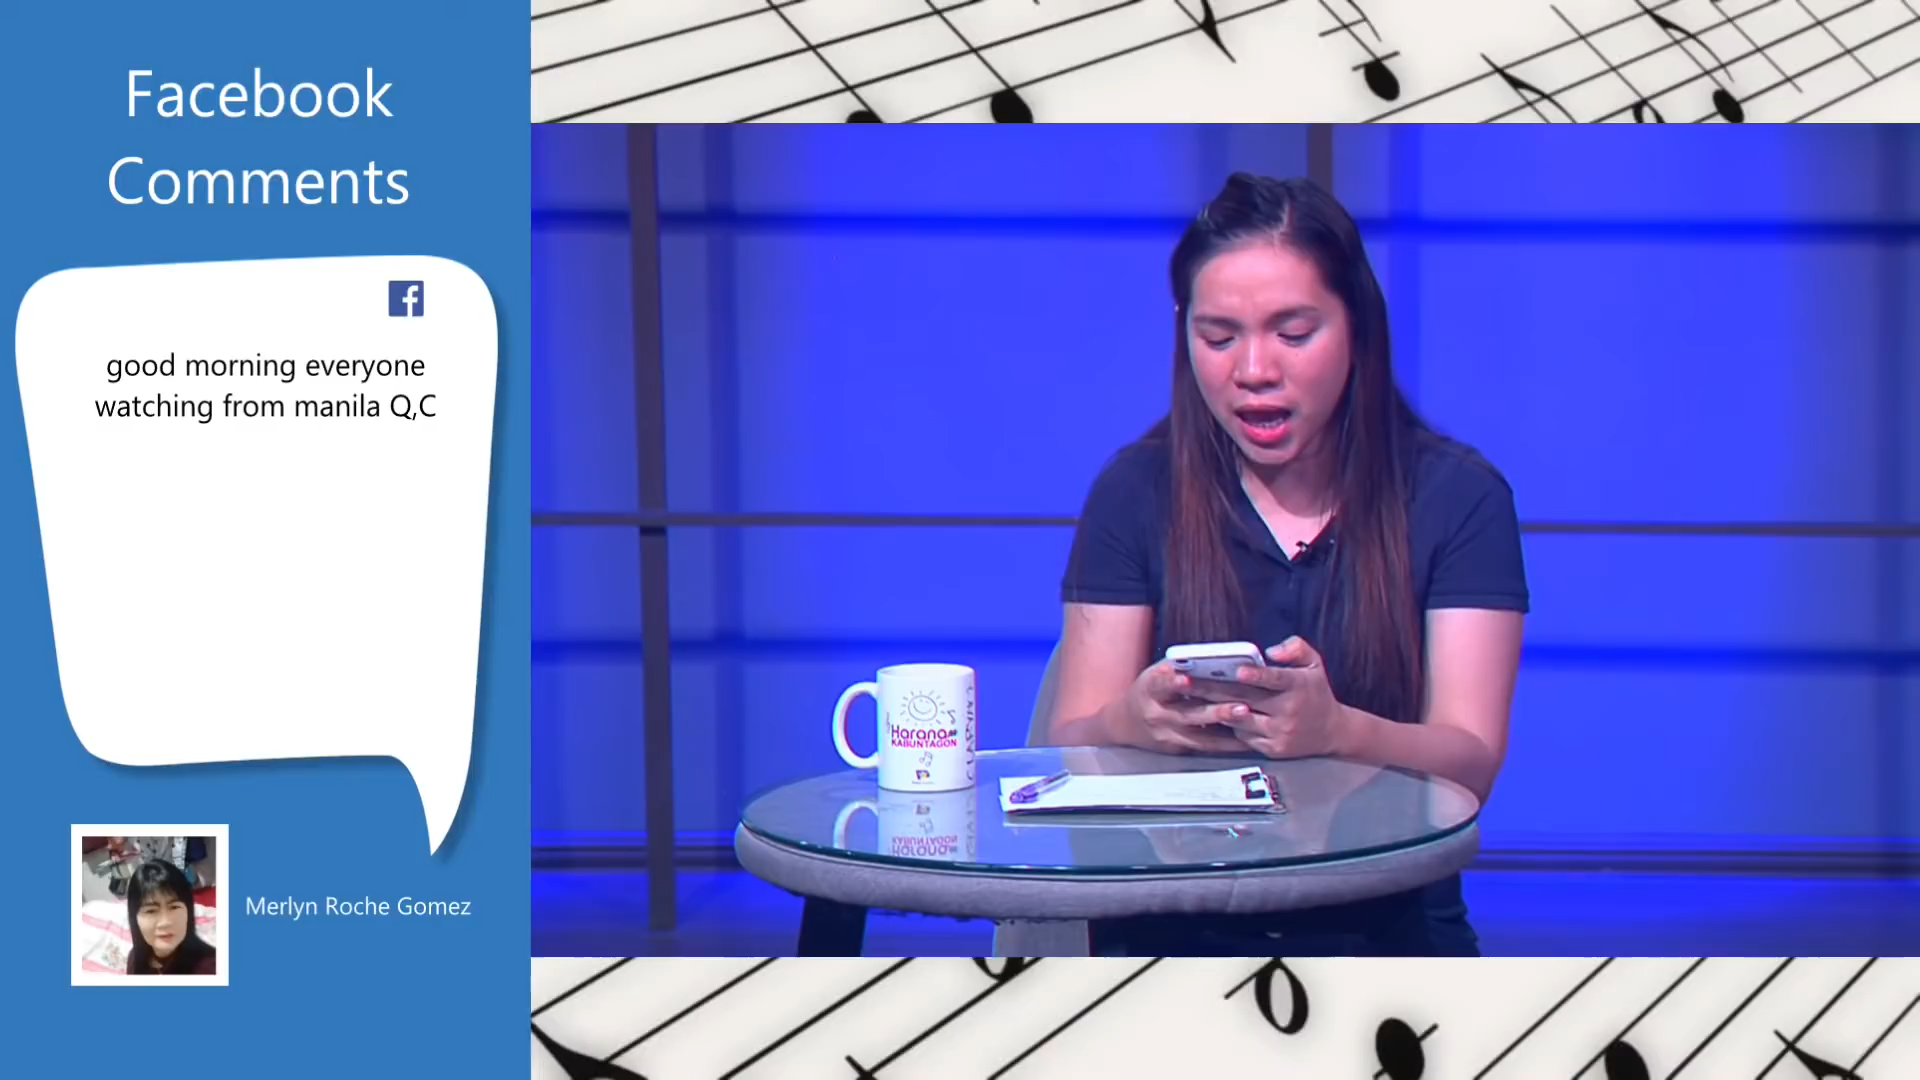 Facebook
Comments
good morning everyone
watching from manila Q,C
Merlyn Roche Gomez
Harana
KABUNTAGON